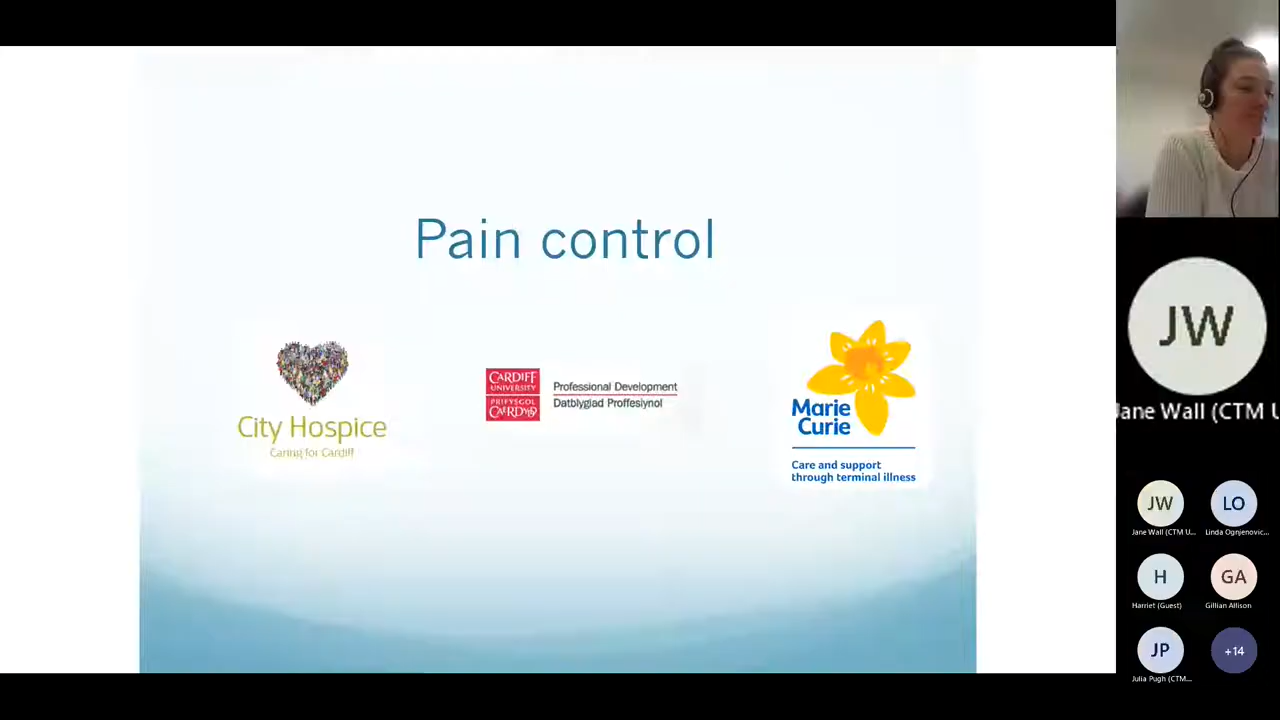 Pain control
City Hospice
Caring for Cardiff
CARDIFF
UNIVERSITY
PRIFYSGOL
CAERDYDD
Professional Development
Datblygiad Proffesiynol
Marie
Curie
Care and support
through terminal illness
JW
Jane Wall (CTM U
JW
Jane Wall (CTM U...
LO
Linda Ognjenovic...
H
Harriet (Guest)
GA
Gillian Allison
JP
Julia Pugh (CTM...
+14